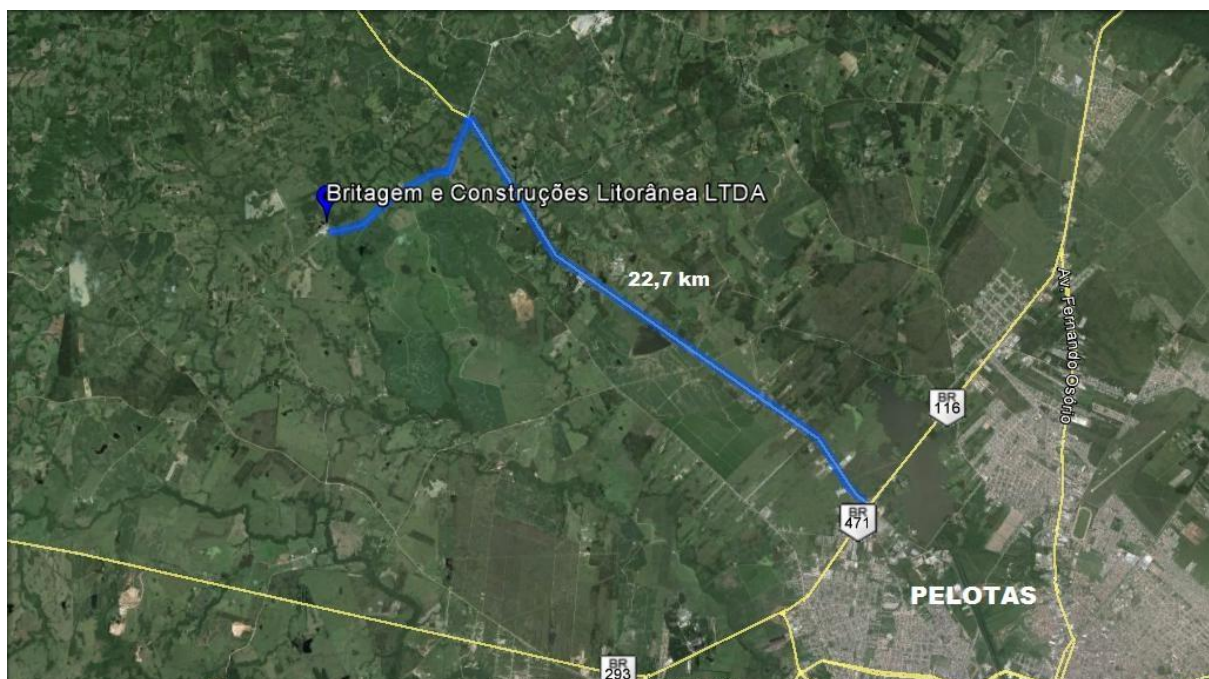 Britagem e Construções Litorânea LTDA
22,7 km
Av. Fernando Osório
BR
116
BR
471
PELOTAS
BR
293